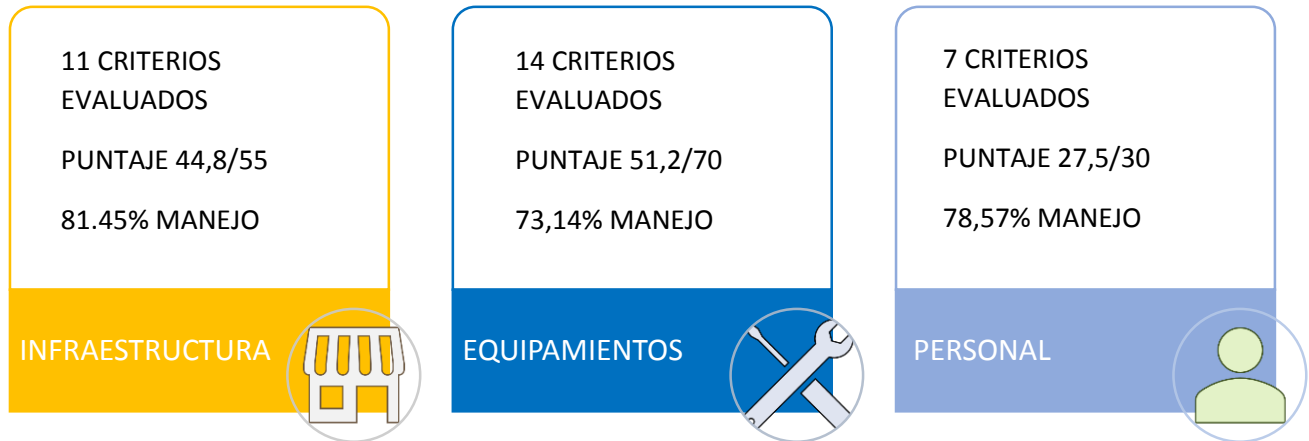 11 CRITERIOS
EVALUADOS
PUNTAJE 44,8/55
81.45% MANEJO
INFRAESTRUCTURA
14 CRITERIOS
EVALUADOS
PUNTAJE 51,2/70
73,14% MANEJO
EQUIPAMIENTOS
7 CRITERIOS
EVALUADOS
PUNTAJE 27,5/30
78,57% MANEJO
PERSONAL